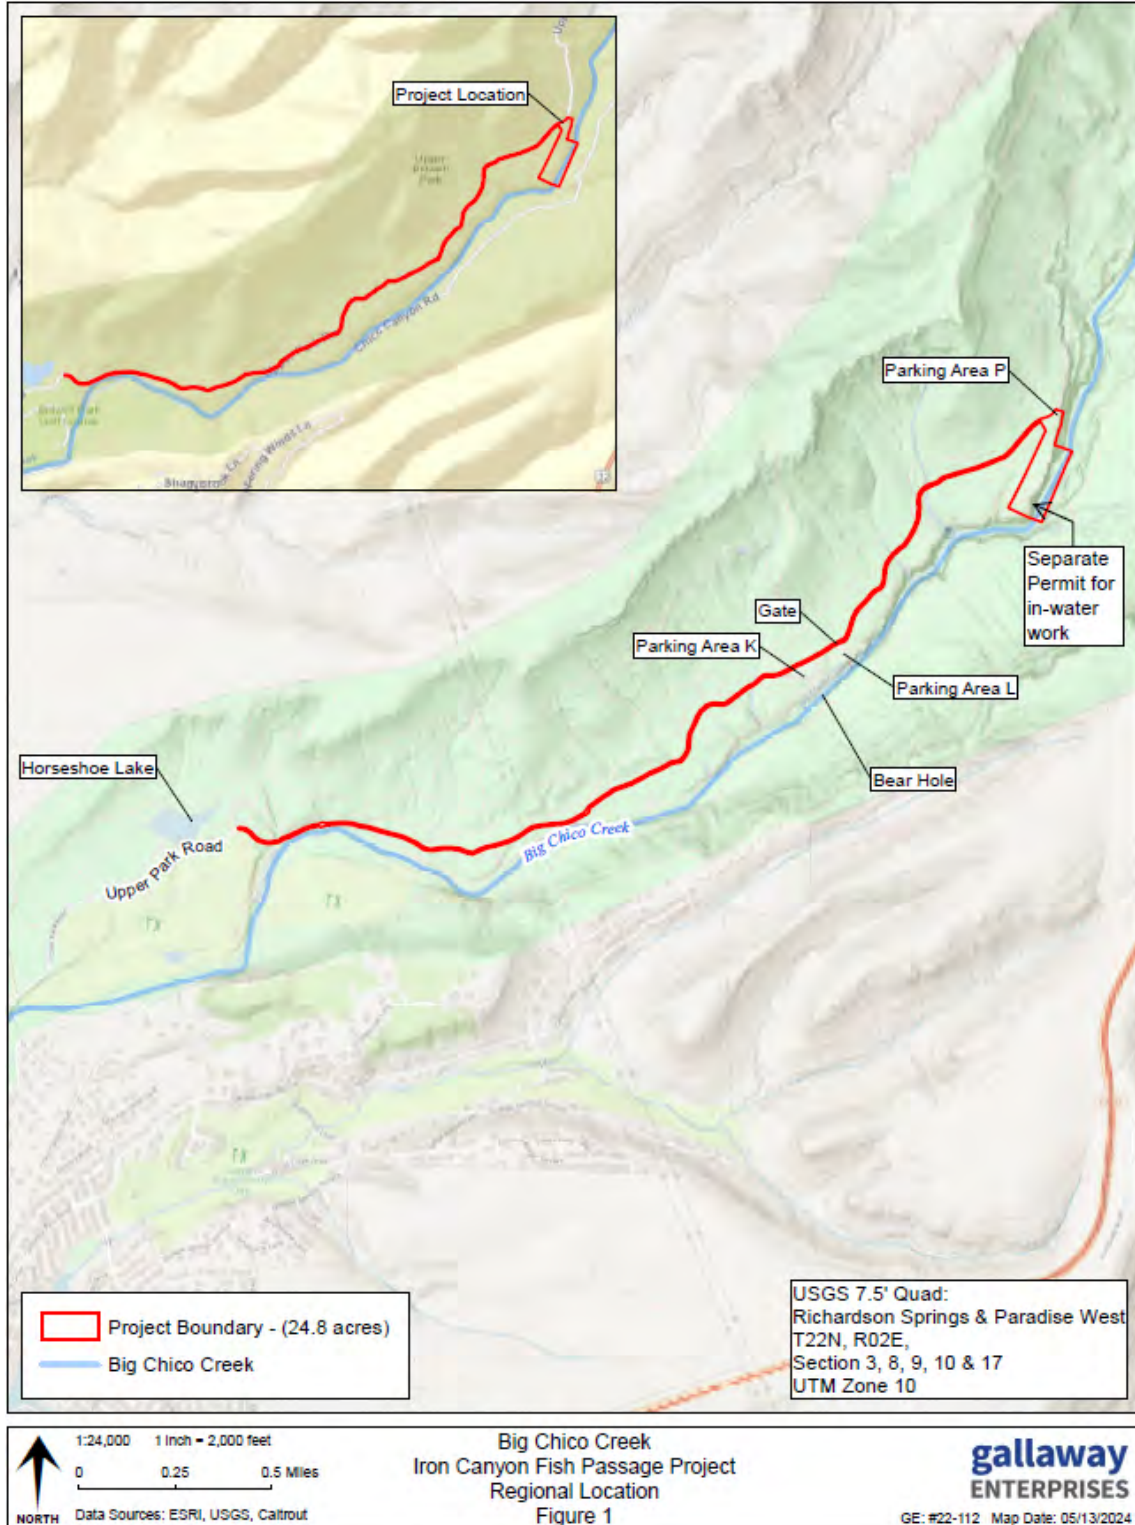 Project Location
Upper
Park
Chico Canyon Rd
Shadybrook Ln
Parking Area P
Separate
Permit for
in-water
work
Gate
Parking Area K
Parking Area L
Bear Hole
Horseshoe Lake
Upper Park Road
Big Chico Creek
Project Boundary - (24.8 acres)
Big Chico Creek
USGS 7.5' Quad:
Richardson Springs & Paradise West
T22N, R02E,
Section 3, 8, 9, 10 & 17
UTM Zone 10
NORTH
1:24,000 1 inch = 2,000 feet
0 0.25 0.5 Miles
Data Sources: ESRI, USGS, Caltrout
Big Chico Creek
Iron Canyon Fish Passage Project
Regional Location
Figure 1
gallaway
ENTERPRISES
GE: #22-112 Map Date: 05/13/2024